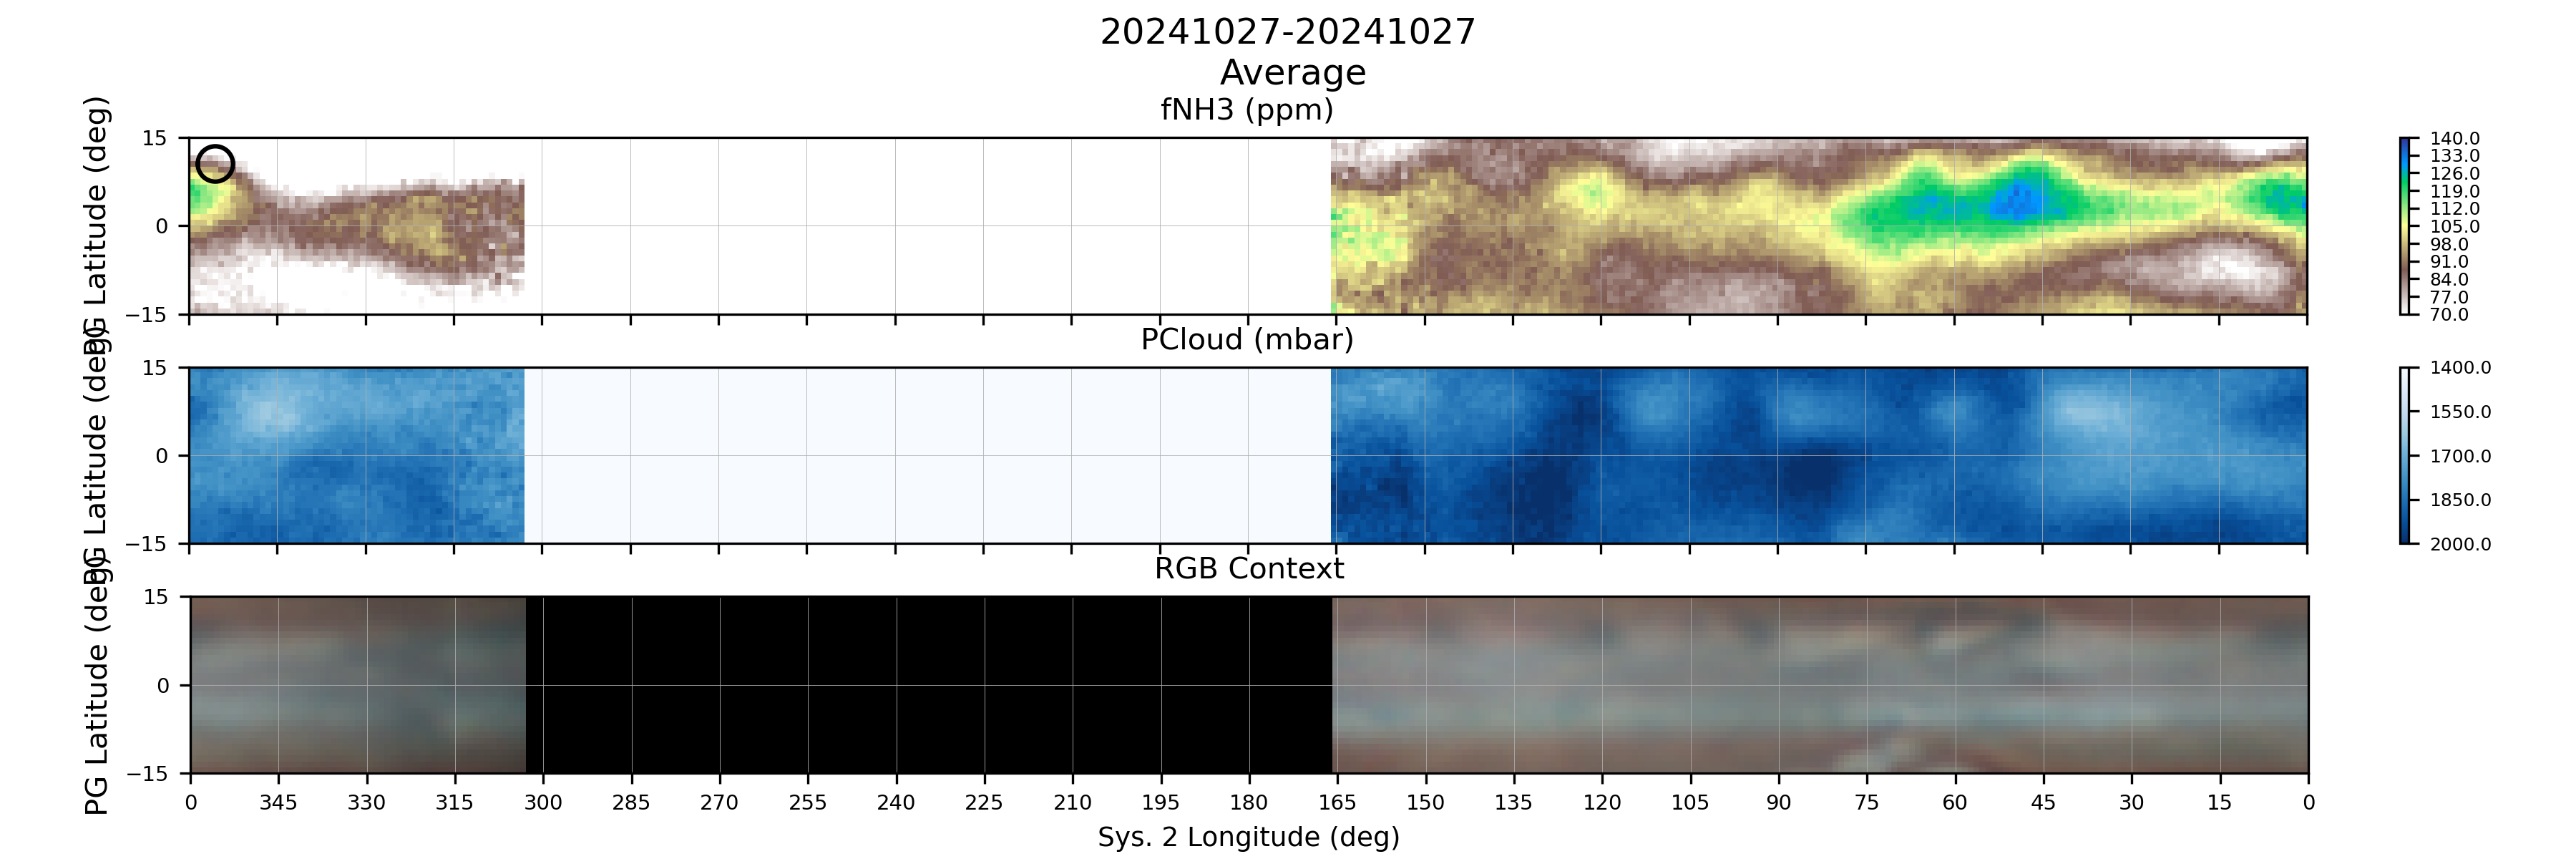 20241027-20241027
Average
fNH3 (ppm)
PG Latitude (deg)
15
0
−15
140.0
133.0
126.0
119.0
112.0
105.0
98.0
91.0
84.0
77.0
70.0
PCloud (mbar)
PG Latitude (deg)
15
0
−15
1400.0
1550.0
1700.0
1850.0
2000.0
RGB Context
PG Latitude (deg)
15
0
−15
0 345 330 315 300 285 270 255 240 225 210 195 180 165 150 135 120 105 90 75 60 45 30 15 0
Sys. 2 Longitude (deg)